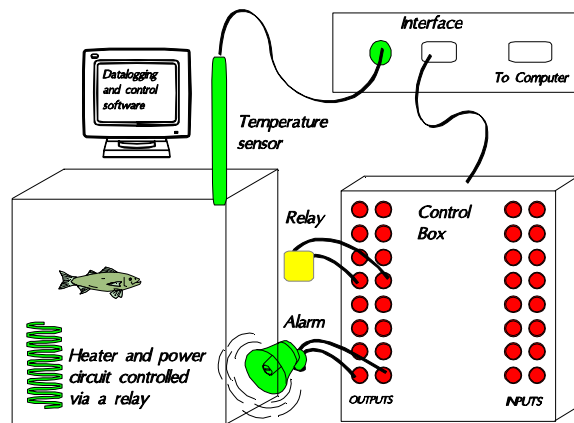 Interface
To Computer
Datalogging
and control
software
Temperature
sensor
Relay
Control
Box
Alarm
Heater and power
circuit controlled
via a relay
OUTPUTS
INPUTS